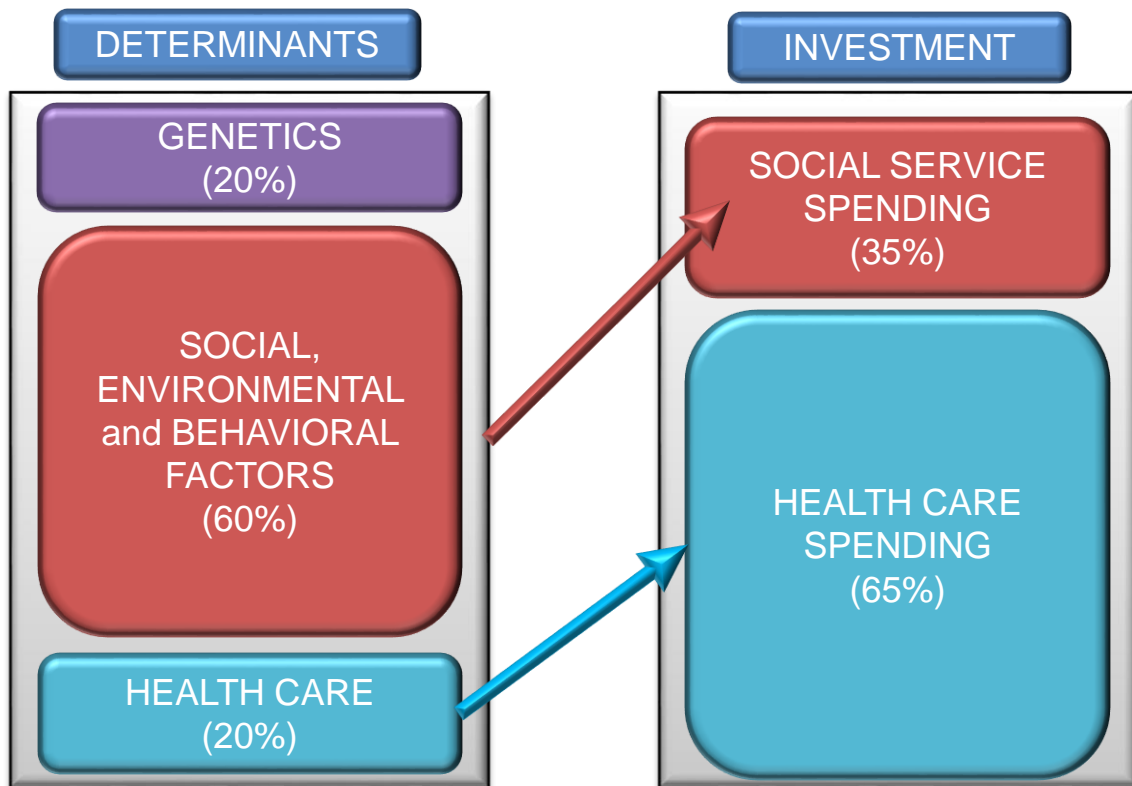 DETERMINANTS
GENETICS
(20%)
SOCIAL,
ENVIRONMENTAL
and BEHAVIORAL
FACTORS
(60%)
HEALTH CARE
(20%)
INVESTMENT
SOCIAL SERVICE
SPENDING
(35%)
HEALTH CARE
SPENDING
(65%)